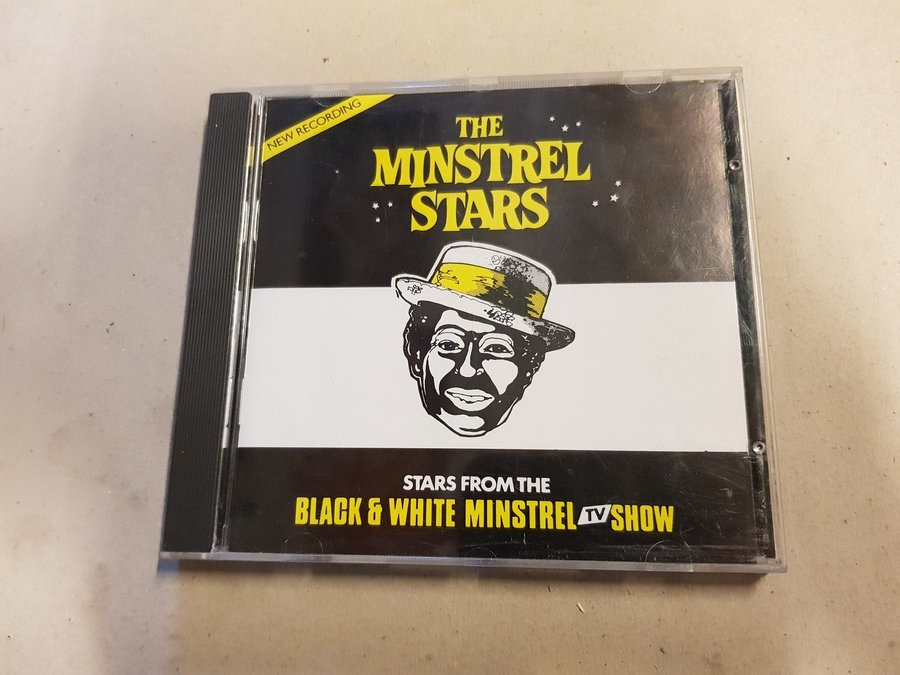 NEW RECORDING
THE
MINSTREL
STARS
STARS FROM THE
BLACK & WHITE MINSTREL TV SHOW